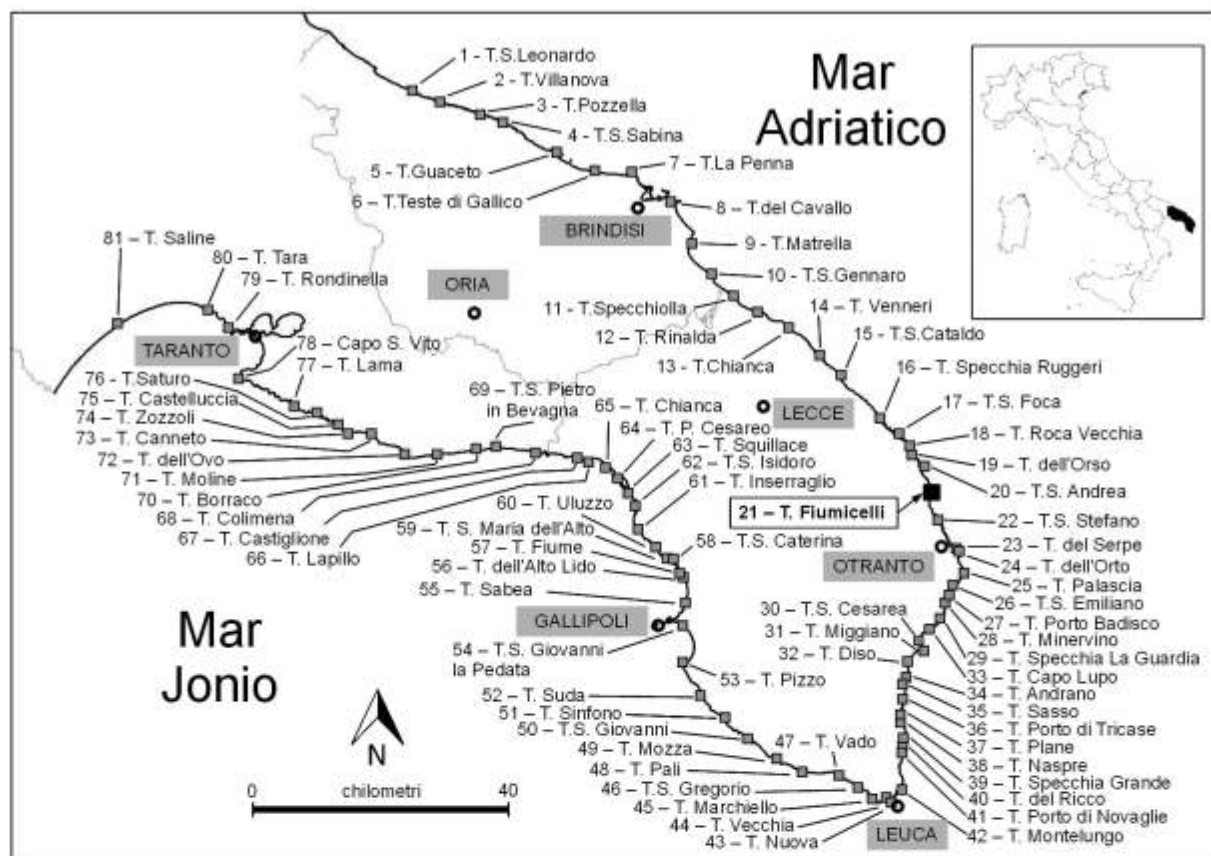 Mar
Adriatico
1 - T.S.Leonardo
2 - T.Villanova
3 - T.Pozzella
4 - T.S.Sabina
5 - T.Guaceto
6 – T.Teste di Gallico
7 – T.La Penna
BRINDISI
8 – T.del Cavallo
9 - T.Matrella
10 - T.S.Gennaro
11 - T.Specchiolla
12 – T. Rinalda
13 - T.Chianca
14 – T. Venneri
15 - T.S.Cataldo
16 – T. Specchia Ruggeri
17 – T.S. Foca
18 – T. Roca Vecchia
19 – T. dell'Orso
20 – T.S. Andrea
21 – T. Fiumicelli
22 – T.S. Stefano
23 – T. del Serpe
24 – T. dell'Orto
25 – T. Palascia
26 – T.S. Emiliano
27 – T. Porto Badisco
28 – T. Minervino
29 – T. Specchia La Guardia
30 – T.S. Cesarea
31 – T. Miggiano
32 – T. Diso
33 – T. Capo Lupo
34 – T. Andrano
35 – T. Sasso
36 – T. Porto di Tricase
37 – T. Plane
38 – T. Naspre
39 – T. Specchia Grande
40 – T. del Ricco
41 – T. Porto di Novaglie
42 – T. Montelungo
43 - T. Nuova
44 – T. Vecchia
45 – T. Marchiello
46 – T.S. Gregorio
47 – T. Vado
48 – T. Pali
49 – T. Mozza
50 – T.S. Giovanni
51 – T. Sinfono
52 – T. Suda
53 – T. Pizzo
54 – T.S. Giovanni
la Pedata
55 – T. Sabea
56 – T. dell'Alto Lido
57 – T. Fiume
58 – T.S. Caterina
59 – T. S. Maria dell'Alto
60 – T. Uluzzo
61 – T. Inserraglio
62 – T.S. Isidoro
63 – T. Squillace
64 – T. P. Cesareo
65 – T. Chianca
66 – T. Lapillo
67 – T. Castiglione
68 – T. Colimena
69 - T.S. Pietro
in Bevagna
70 – T. Borraco
71 – T. Moline
72 – T. dell'Ovo
73 – T. Canneto
74 – T. Zozzoli
75 – T. Castelluccia
76 - T.Saturo
77 – T. Lama
78 – Capo S. Vito
79 – T. Rondinella
80 – T. Tara
81 – T. Saline
ORIA
TARANTO
LECCE
OTRANTO
GALLIPOLI
LEUCA
Mar
Jonio
N
0 chilometri 40